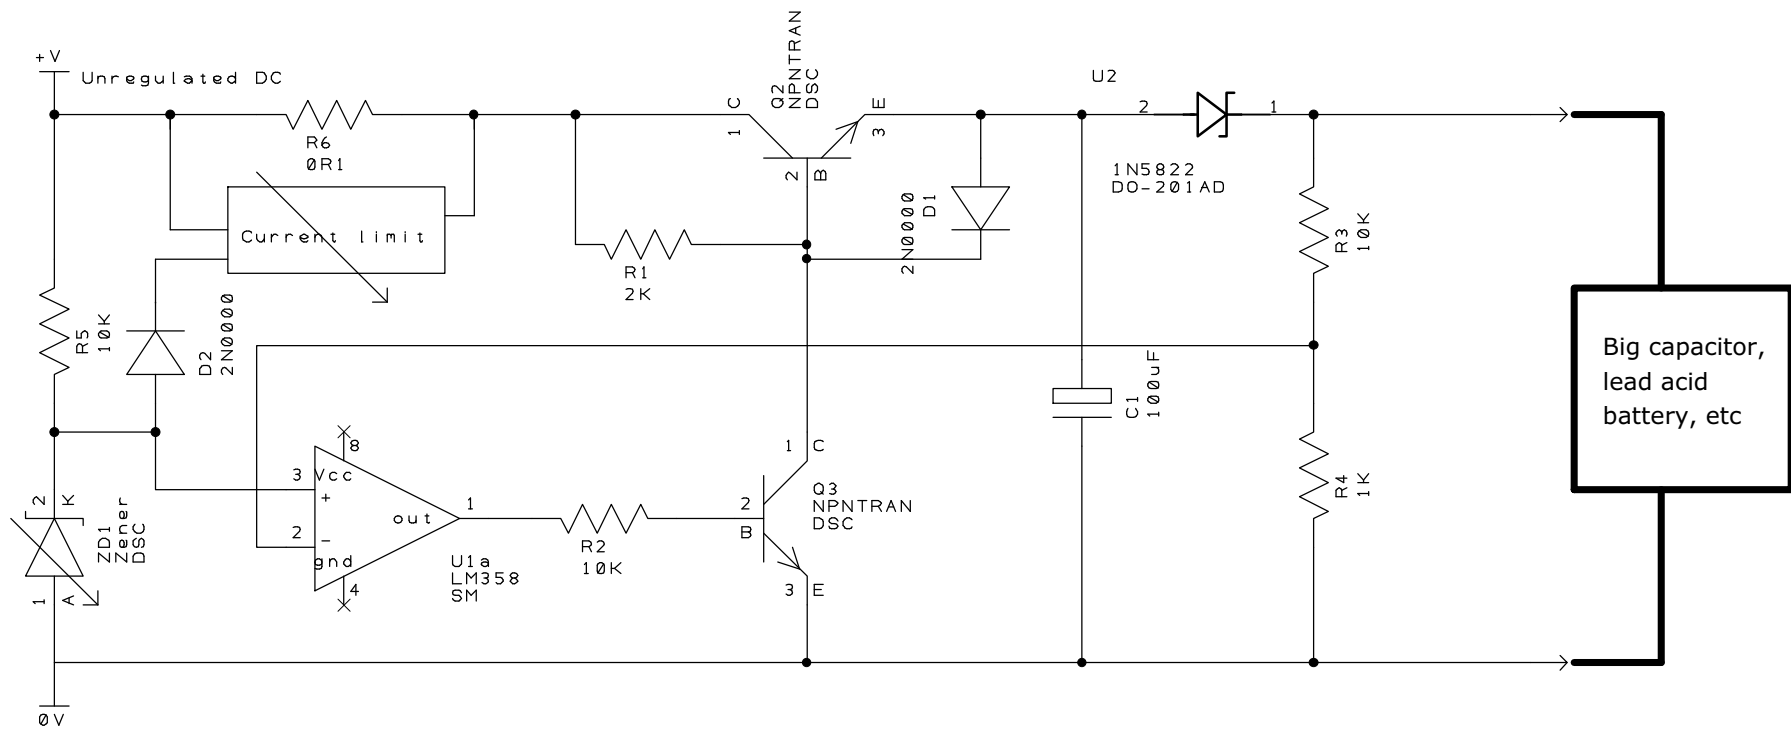 +V
Unregulated DC
R6
0R1
Current limit
R5
10K
D2
2N0000
ZD1
Zener
DSC
2
K
1
A
0V
8
3
Vcc
+
2
-
gnd
4
out
1
U1a
LM358
SM
R2
10K
R1
2K
C
1
Q2
NPNTRAN
DSC
E
3
2
B
2N0000
D1
1
C
2
B
Q3
NPNTRAN
DSC
3
E
U2
2
1
1N5822
DO-201AD
C1
100uF
R3
10K
R4
1K
Big capacitor,
lead acid
battery, etc